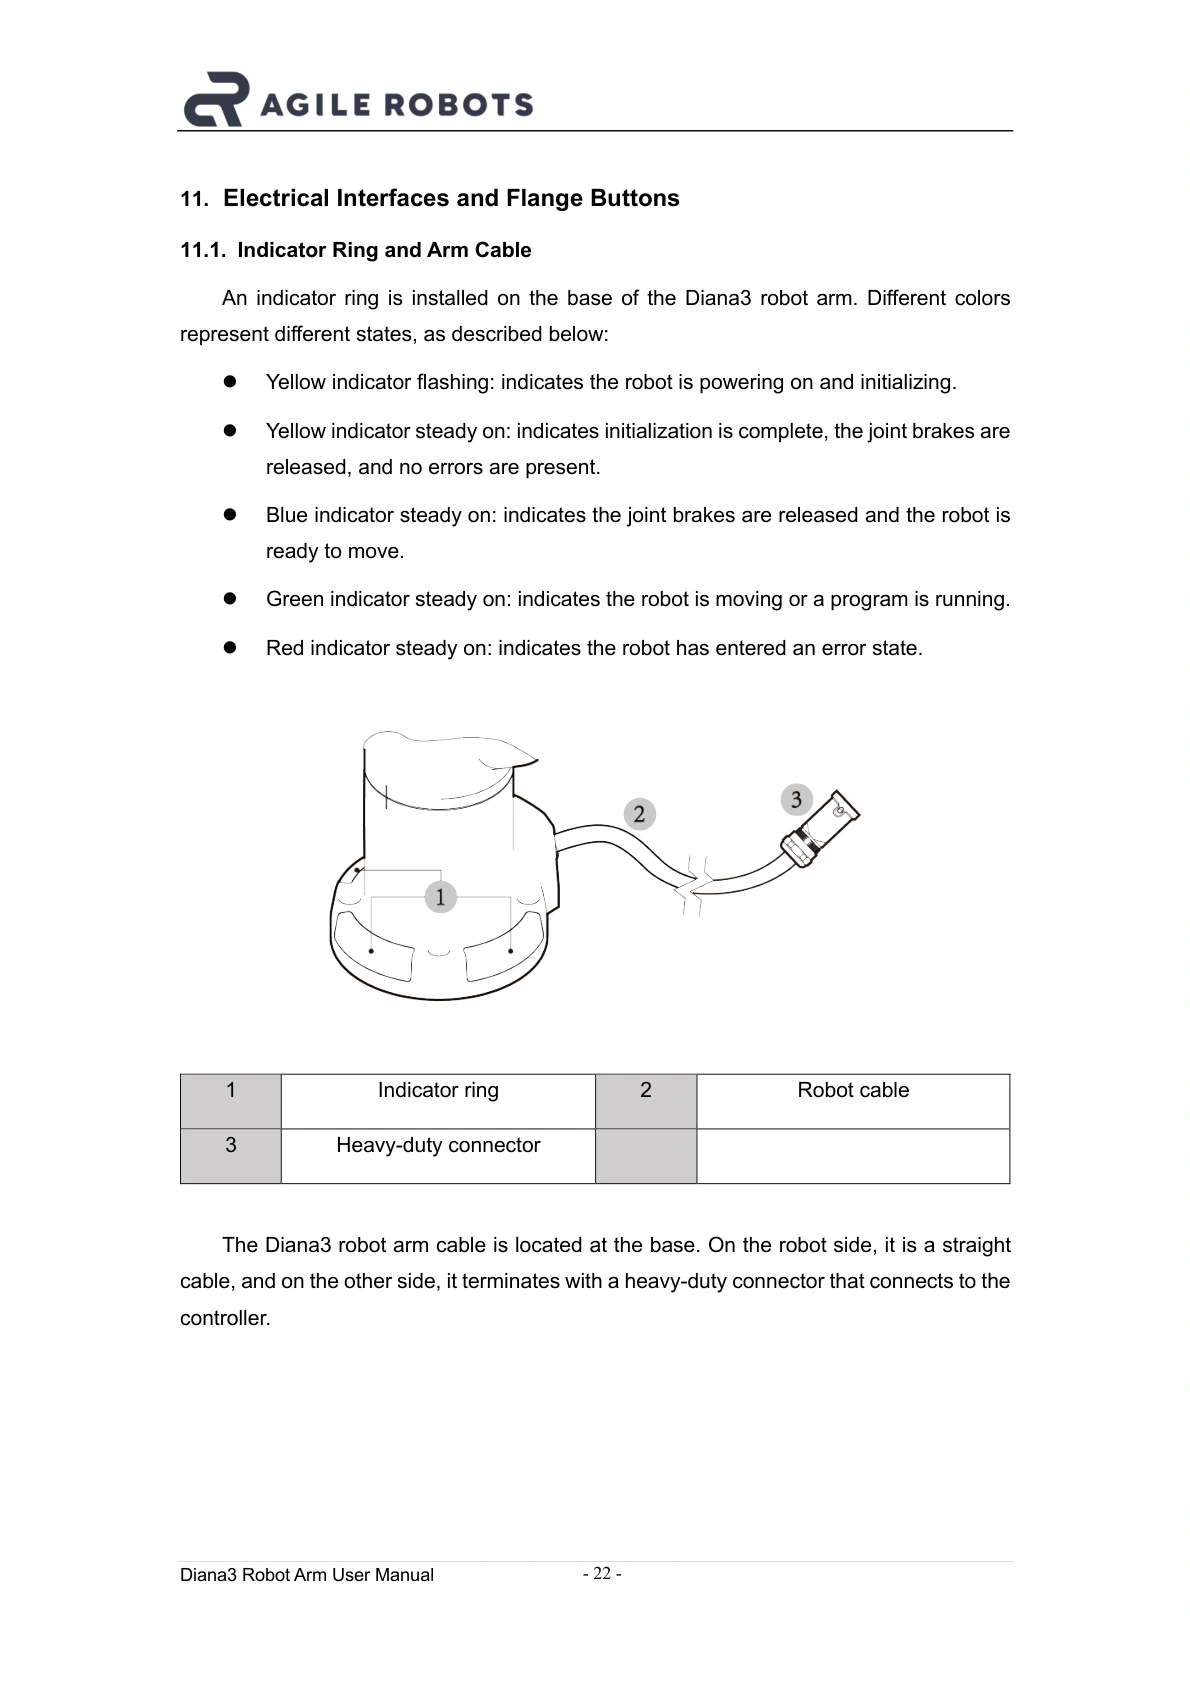 AGILE ROBOTS
11. Electrical Interfaces and Flange Buttons
11.1. Indicator Ring and Arm Cable
An indicator ring is installed on the base of the Diana3 robot arm. Different colors
represent different states, as described below:
● Yellow indicator flashing: indicates the robot is powering on and initializing.
● Yellow indicator steady on: indicates initialization is complete, the joint brakes are
released, and no errors are present.
● Blue indicator steady on: indicates the joint brakes are released and the robot is
ready to move.
● Green indicator steady on: indicates the robot is moving or a program is running.
● Red indicator steady on: indicates the robot has entered an error state.
3
2
1
1 Indicator ring 2 Robot cable
3 Heavy-duty connector
The Diana3 robot arm cable is located at the base. On the robot side, it is a straight
cable, and on the other side, it terminates with a heavy-duty connector that connects to the
controller.
Diana3 Robot Arm User Manual - 22 -